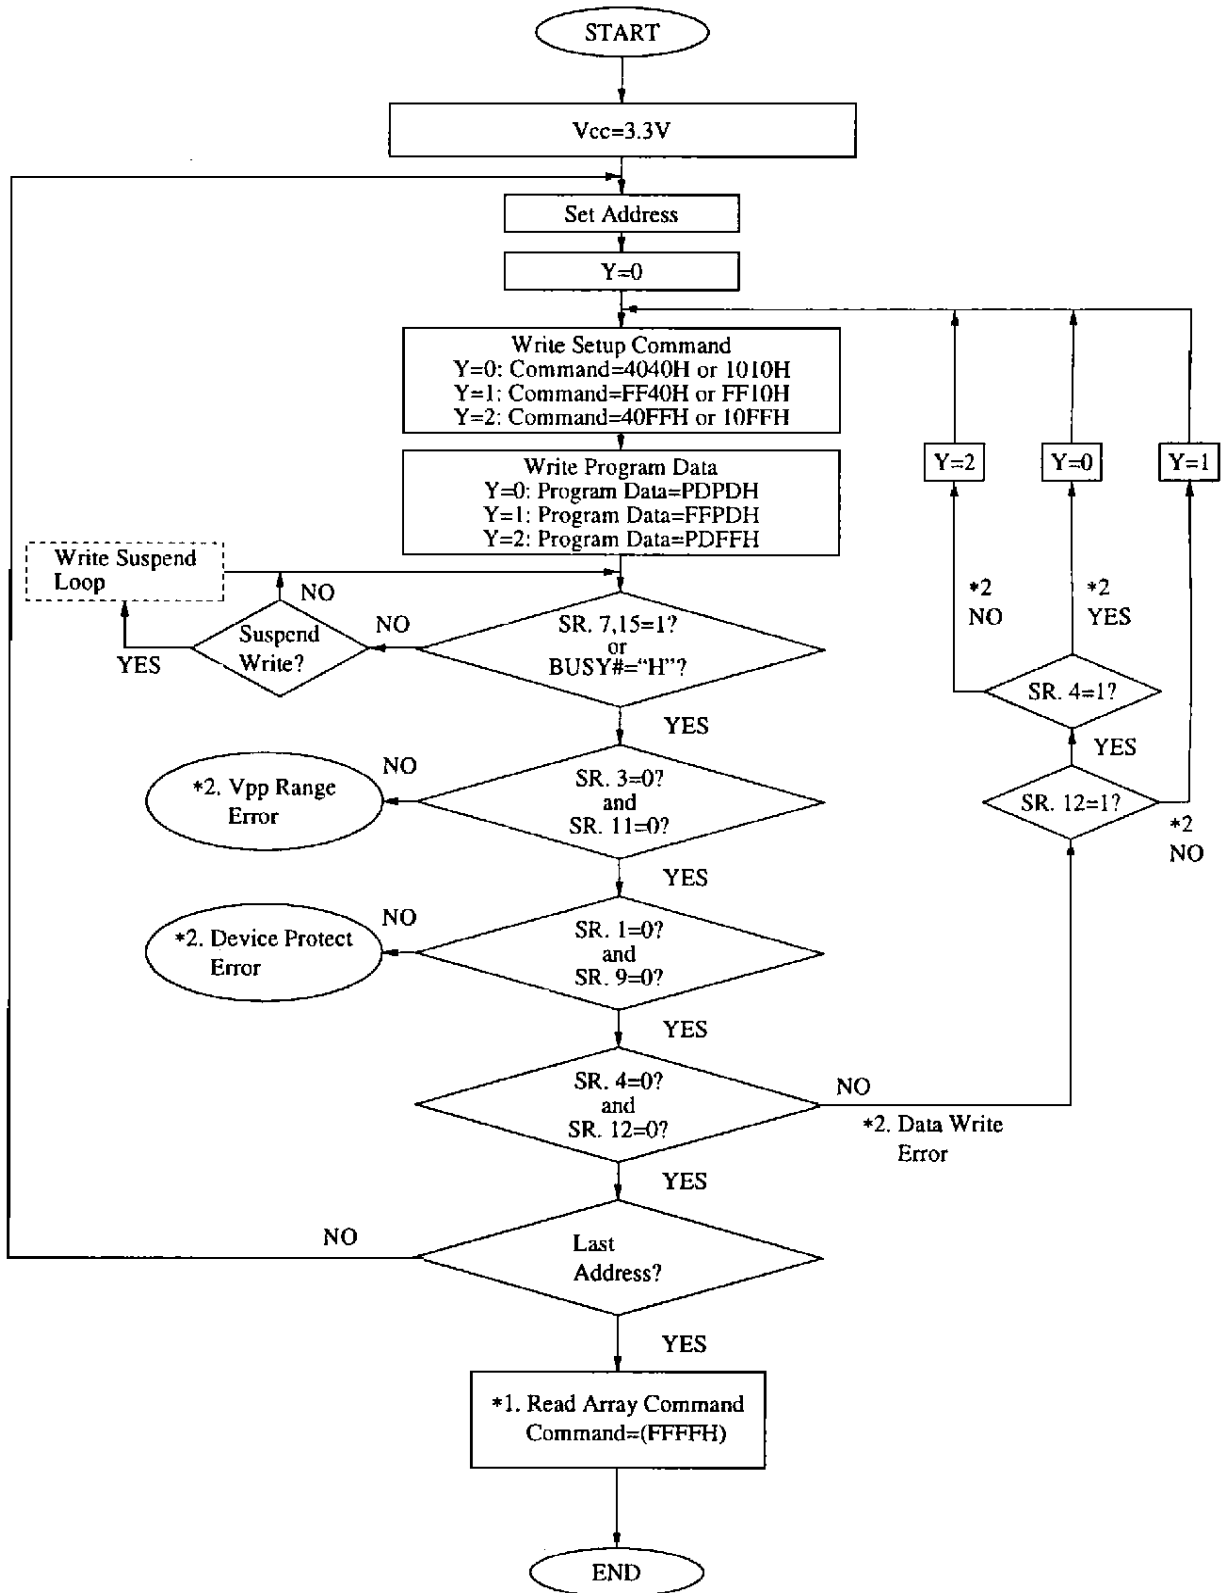 START
Vcc=3.3V
Set Address
Y=0
Write Setup Command
Y=0: Command=4040H or 1010H
Y=1: Command=FF40H or FF10H
Y=2: Command=40FFH or 10FFH
Y=2
Y=0
Y=1
Write Program Data
Y=0: Program Data=PDPDH
Y=1: Program Data=FFPDH
Y=2: Program Data=PDFFH
Write Suspend
Loop
NO
Suspend
Write?
YES
NO
SR. 7,15=1?
or
BUSY#="H"?
YES
*2
NO
*2
YES
SR. 4=1?
YES
SR. 12=1?
*2
NO
NO
*2. Vpp Range
Error
SR. 3=0?
and
SR. 11=0?
YES
NO
*2. Device Protect
Error
SR. 1=0?
and
SR. 9=0?
YES
SR. 4=0?
and
SR. 12=0?
NO
*2. Data Write
Error
YES
NO
Last
Address?
YES
*1. Read Array Command
Command=(FFFFH)
END